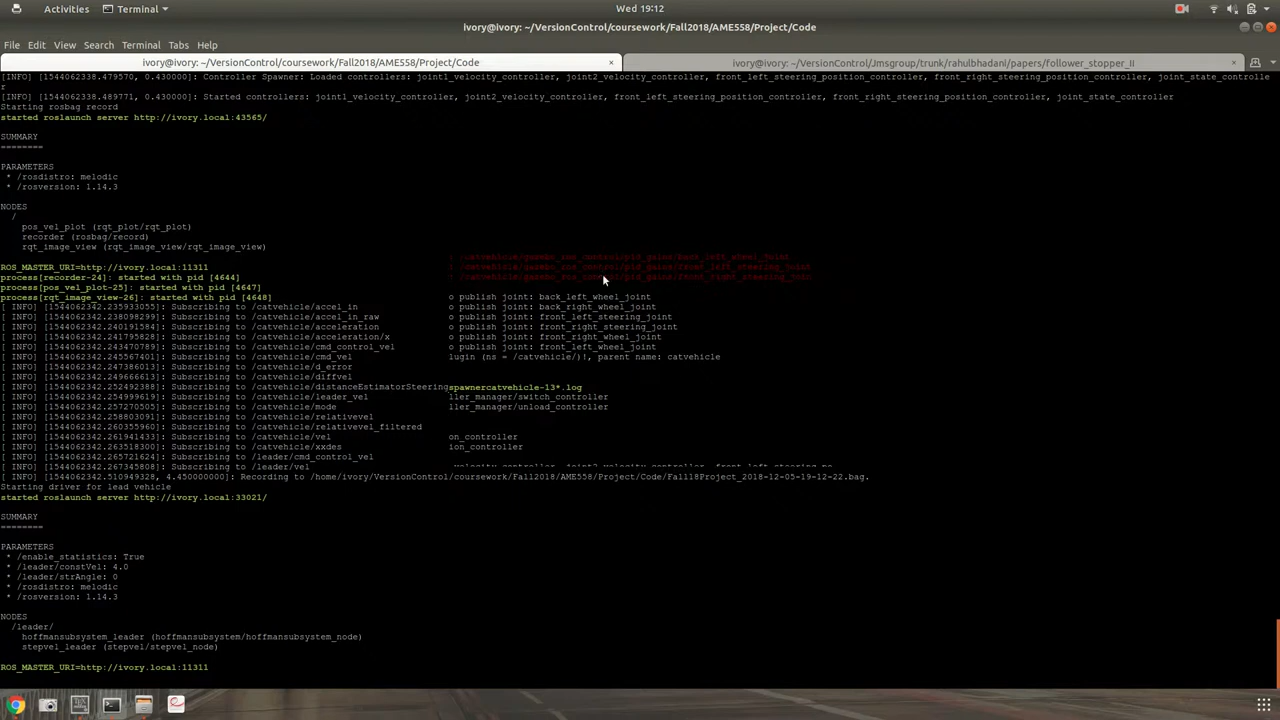 Activities
Terminal
Wed 19:12
ivory@ivory: ~/VersionControl/coursework/Fall2018/AME558/Project/Code
File Edit View Search Terminal Tabs Help
ivory@ivory: ~/VersionControl/coursework/Fall2018/AME558/Project/Code × ivory@ivory: ~/VersionControl/Jmsgroup/trunk/rahulbhadani/papers/follower_stopper_II ×
[INFO] [1544062338.479570, 0.430000]: Controller Spawner: Loaded controllers: joint1_velocity_controller, joint2_velocity_controller, front_left_steering_position_controller, front_right_steering_position_controller, joint_state_controlle
r
[INFO] [1544062338.489771, 0.430000]: Started controllers: joint1_velocity_controller, joint2_velocity_controller, front_left_steering_position_controller, front_right_steering_position_controller, joint_state_controller
Starting rosbag record
started roslaunch server http://ivory.local:43565/
SUMMARY
========
PARAMETERS
* /rosdistro: melodic
* /rosversion: 1.14.3
NODES
/
pos_vel_plot (rqt_plot/rqt_plot)
recorder (rosbag/record)
rqt_image_view (rqt_image_view/rqt_image_view)
: /catvehicle/gazebo_ros_control/pid_gains/back_left_wheel_joint
ROS_MASTER_URI=http://ivory.local:11311 : /catvehicle/gazebo_ros_control/pid_gains/front_left_steering_joint
process[recorder-24]: started with pid [4644] : /catvehicle/gazebo_ros_control/pid_gains/front_right_steering_join
process[pos_vel_plot-25]: started with pid [4647]
process[rqt_image_view-26]: started with pid [4648] o publish joint: back_left_wheel_joint
[ INFO] [1544062342.235933055]: Subscribing to /catvehicle/accel_in o publish joint: back_right_wheel_joint
[ INFO] [1544062342.238098299]: Subscribing to /catvehicle/accel_in_raw o publish joint: front_left_steering_joint
[ INFO] [1544062342.240191584]: Subscribing to /catvehicle/acceleration o publish joint: front_right_steering_joint
[ INFO] [1544062342.241795828]: Subscribing to /catvehicle/acceleration/x o publish joint: front_right_wheel_joint
[ INFO] [1544062342.243470789]: Subscribing to /catvehicle/cmd_control_vel o publish joint: front_left_wheel_joint
[ INFO] [1544062342.245567401]: Subscribing to /catvehicle/cmd_vel lugin (ns = /catvehicle/)!, parent name: catvehicle
[ INFO] [1544062342.247386013]: Subscribing to /catvehicle/d_error
[ INFO] [1544062342.249666613]: Subscribing to /catvehicle/diffvel
[ INFO] [1544062342.252492388]: Subscribing to /catvehicle/distanceEstimatorSteeringspawnercatvehicle-13*.log
[ INFO] [1544062342.254999619]: Subscribing to /catvehicle/leader_vel ller_manager/switch_controller
[ INFO] [1544062342.257270505]: Subscribing to /catvehicle/mode ller_manager/unload_controller
[ INFO] [1544062342.258803091]: Subscribing to /catvehicle/relativevel
[ INFO] [1544062342.260355960]: Subscribing to /catvehicle/relativevel_filtered
[ INFO] [1544062342.261941433]: Subscribing to /catvehicle/vel on_controller
[ INFO] [1544062342.263518300]: Subscribing to /catvehicle/xxdes ion_controller
[ INFO] [1544062342.265721624]: Subscribing to /leader/cmd_control_vel
[ INFO] [1544062342.267345808]: Subscribing to /leader/vel
[ INFO] [1544062342.510949328, 4.450000000]: Recording to /home/ivory/VersionControl/coursework/Fall2018/AME558/Project/Code/Fall18Project_2018-12-05-19-12-22.bag.
Starting driver for lead vehicle
started roslaunch server http://ivory.local:33021/
SUMMARY
========
PARAMETERS
* /enable_statistics: True
* /leader/constVel: 4.0
* /leader/strAngle: 0
* /rosdistro: melodic
* /rosversion: 1.14.3
NODES
/leader/
hoffmansubsystem_leader (hoffmansubsystem/hoffmansubsystem_node)
stepvel_leader (stepvel/stepvel_node)
ROS_MASTER_URI=http://ivory.local:11311